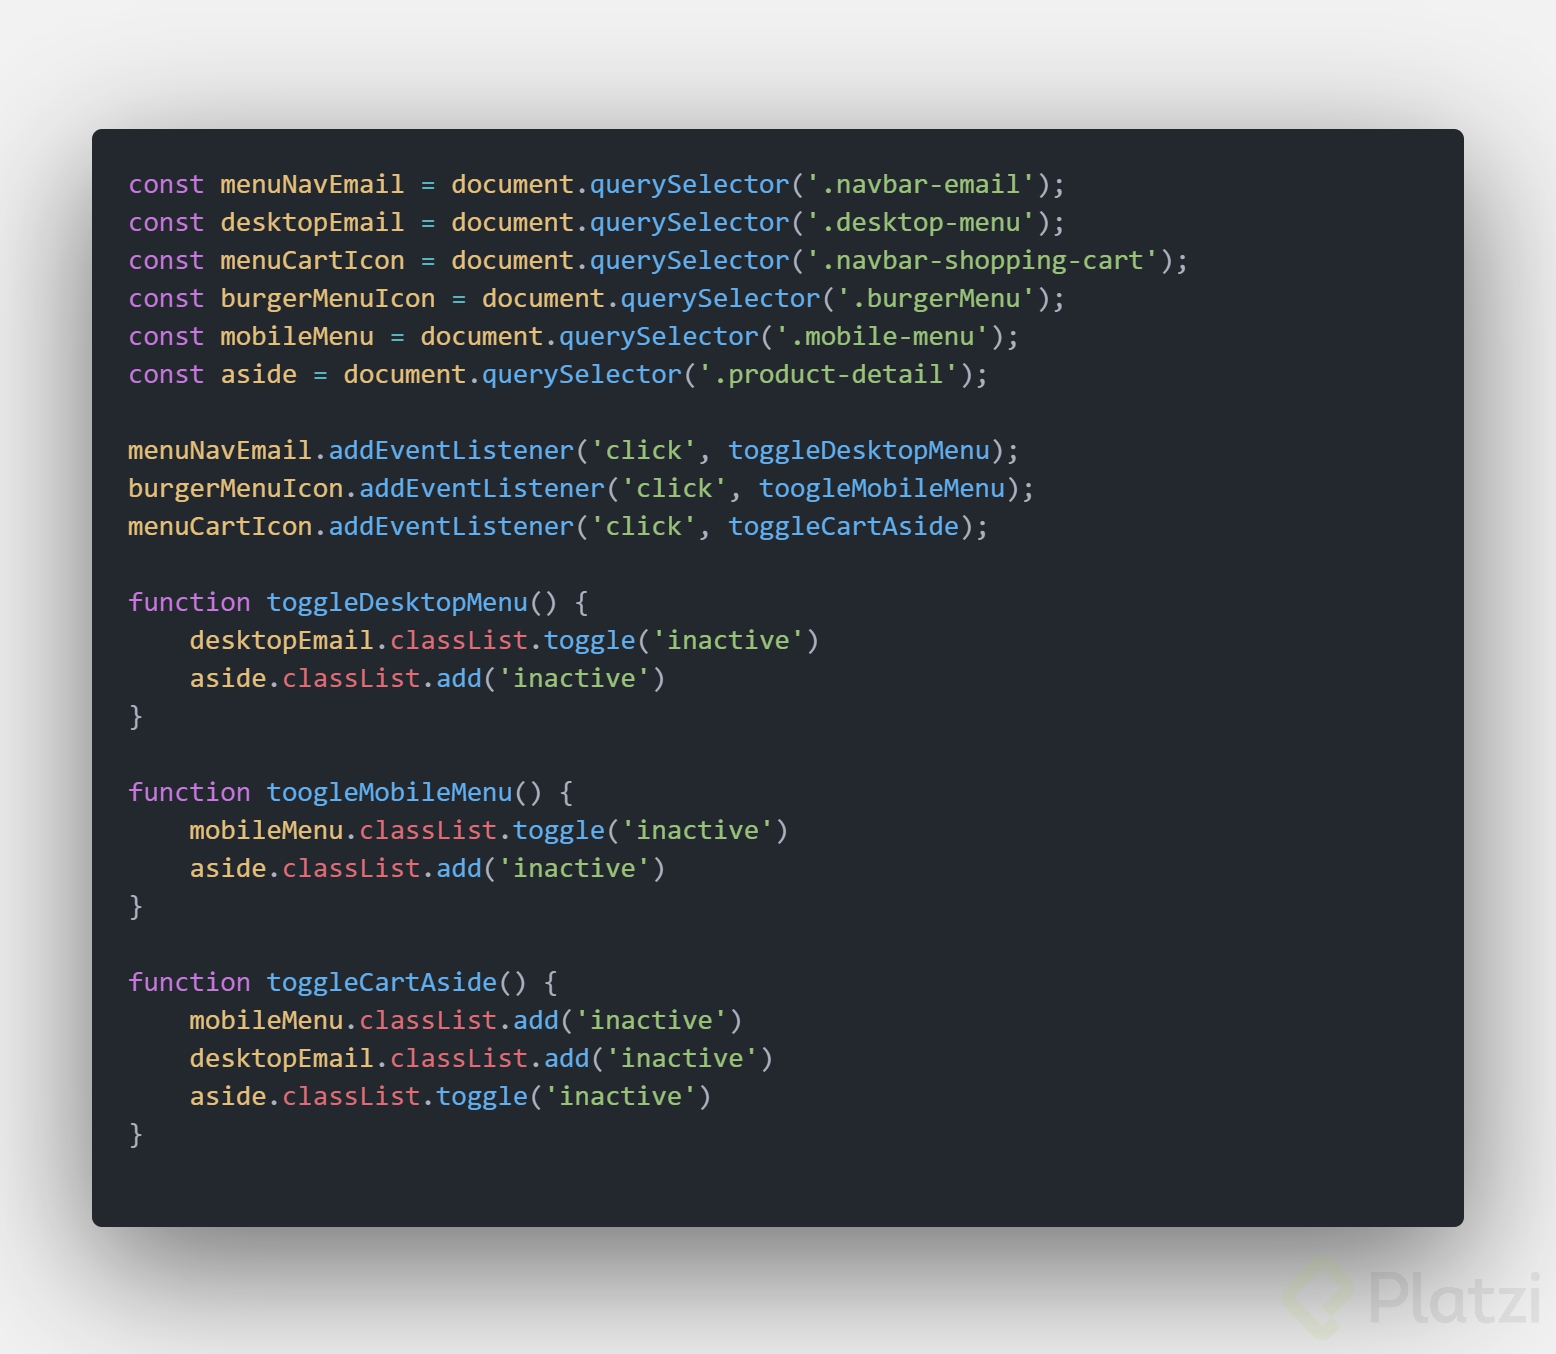 const menuNavEmail = document.querySelector('.navbar-email');
const desktopEmail = document.querySelector('.desktop-menu');
const menuCartIcon = document.querySelector('.navbar-shopping-cart');
const burgerMenuIcon = document.querySelector('.burgerMenu');
const mobileMenu = document.querySelector('.mobile-menu');
const aside = document.querySelector('.product-detail');

menuNavEmail.addEventListener('click', toggleDesktopMenu);
burgerMenuIcon.addEventListener('click', toogleMobileMenu);
menuCartIcon.addEventListener('click', toggleCartAside);

function toggleDesktopMenu() {
    desktopEmail.classList.toggle('inactive')
    aside.classList.add('inactive')
}

function toogleMobileMenu() {
    mobileMenu.classList.toggle('inactive')
    aside.classList.add('inactive')
}

function toggleCartAside() {
    mobileMenu.classList.add('inactive')
    desktopEmail.classList.add('inactive')
    aside.classList.toggle('inactive')
}
Platzi